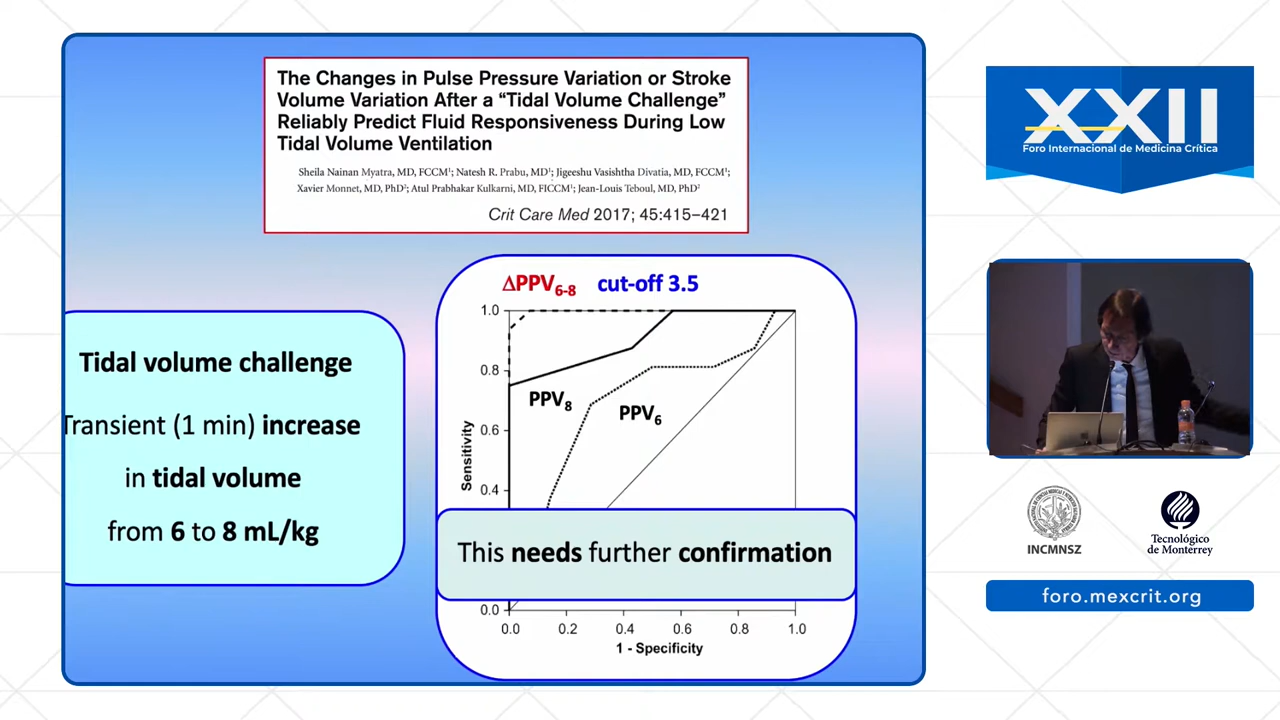 The Changes in Pulse Pressure Variation or Stroke
Volume Variation After a “Tidal Volume Challenge”
Reliably Predict Fluid Responsiveness During Low
Tidal Volume Ventilation
Sheila Nainan Myatra, MD, FCCM¹; Natesh R. Prabu, MD¹; Jigeeshu Vasishtha Divatia, MD, FCCM¹;
Xavier Monnet, MD, PhD²; Atul Prabhakar Kulkarni, MD, FICCM¹; Jean-Louis Teboul, MD, PhD²
Crit Care Med 2017; 45:415–421
Tidal volume challenge
Transient (1 min) increase
in tidal volume
from 6 to 8 mL/kg
ΔPPV6-8 cut-off 3.5
1.0
0.8
PPV8
PPV6
0.6
Sensitivity
0.4
This needs further confirmation
0.0
0.0 0.2 0.4 0.6 0.8 1.0
1 - Specificity
XXII
Foro Internacional de Medicina Crítica
INCMNSZ
Tecnológico
de Monterrey
foro.mexcrit.org